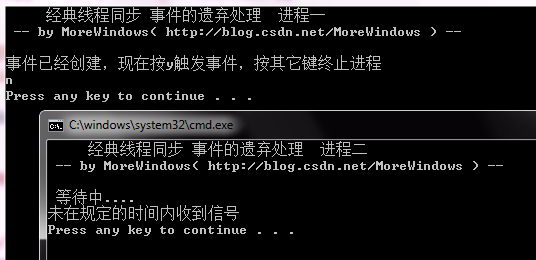 经典线程同步 事件的遗弃处理 进程一
-- by MoreWindows( http://blog.csdn.net/MoreWindows ) --
事件已经创建，现在按y触发事件，按其它键终止进程
n
Press any key to continue . . .
C:\windows\system32\cmd.exe
经典线程同步 事件的遗弃处理 进程二
-- by MoreWindows( http://blog.csdn.net/MoreWindows ) --
等待中....
未在规定的时间内收到信号
Press any key to continue . . .